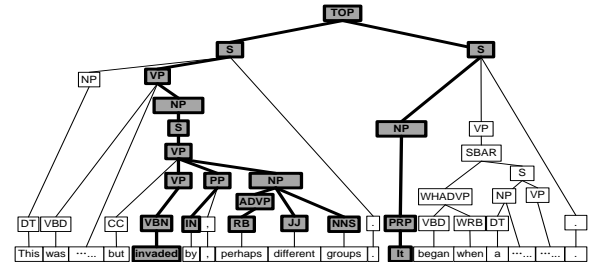 TOP
S S
VP
NP
NP
S
NP VP
VP SBAR
VP PP NP S
ADVP WHADVP NP VP
DT VBD CC VBN IN , RB JJ NNS . PRP VBD WRB DT .
This was ...... but invaded by , perhaps different groups . It began when a ...... ...... .